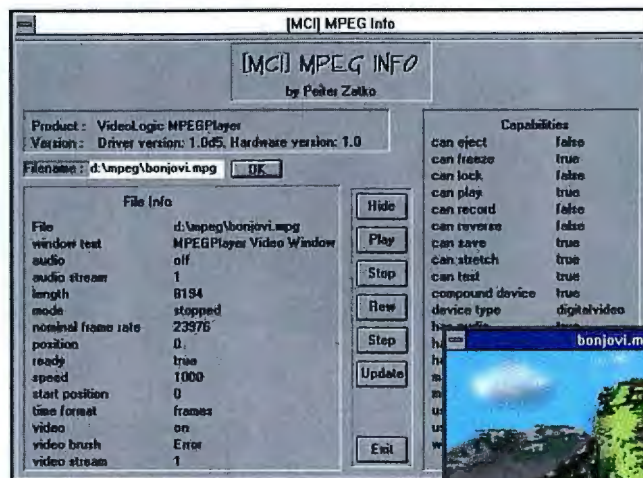 [MCI] MPEG Info
[MCI] MPEG INFO
by Peiter Zatko
Product : VideoLogic MPEGPlayer
Version : Driver version: 1.0d5, Hardware version: 1.0
Filename : d:\mpeg\bonjovi.mpg OK
File Info
File d:\mpeg\bonjovi.mpg
window text MPEGPlayer Video Window
audio off
audio stream 1
length 8194
mode stopped
nominal frame rate 23976
position 0
ready true
speed 1000
start position 0
time format frames
video on
video brush Error
video stream 1
Hide
Play
Stop
Rew
Step
Update
Exit
Capabilities
can eject false
can freeze true
can lock false
can play true
can record false
can reverse false
can save true
can stretch true
can test true
compound device true
device type digitalvideo
has audio true
bonjovi.m